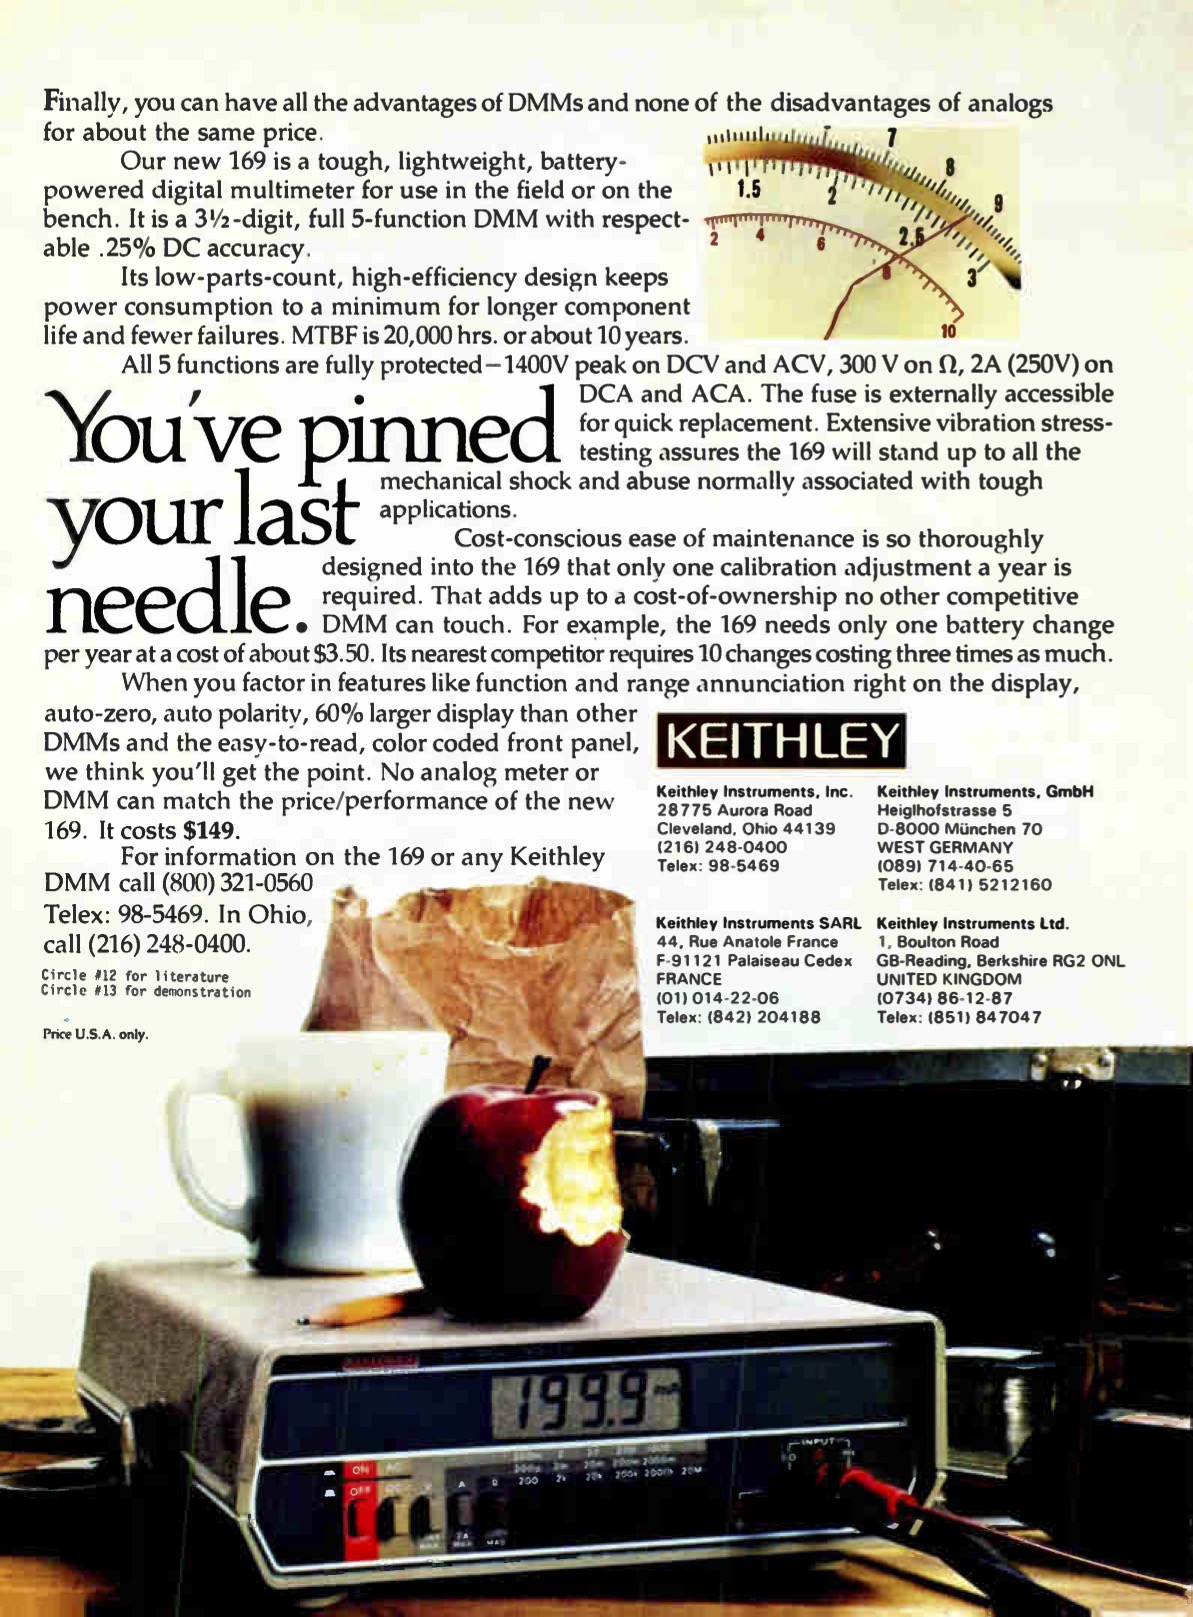 Finally, you can have all the advantages of DMMs and none of the disadvantages of analogs
for about the same price.
Our new 169 is a tough, lightweight, battery-
powered digital multimeter for use in the field or on the
bench. It is a 3½-digit, full 5-function DMM with respect-
able .25% DC accuracy.
Its low-parts-count, high-efficiency design keeps
power consumption to a minimum for longer component
life and fewer failures. MTBF is 20,000 hrs. or about 10 years.
7
8
9
1.5
2
2.5
3
2
4
6
8
10
All 5 functions are fully protected—1400V peak on DCV and ACV, 300 V on Ω, 2A (250V) on
DCA and ACA. The fuse is externally accessible
for quick replacement. Extensive vibration stress-
testing assures the 169 will stand up to all the
mechanical shock and abuse normally associated with tough
applications.
You've pinned
your last
needle.
Cost-conscious ease of maintenance is so thoroughly
designed into the 169 that only one calibration adjustment a year is
required. That adds up to a cost-of-ownership no other competitive
DMM can touch. For example, the 169 needs only one battery change
per year at a cost of about $3.50. Its nearest competitor requires 10 changes costing three times as much.
When you factor in features like function and range annunciation right on the display,
auto-zero, auto polarity, 60% larger display than other
DMMs and the easy-to-read, color coded front panel,
we think you'll get the point. No analog meter or
DMM can match the price/performance of the new
169. It costs $149.
For information on the 169 or any Keithley
DMM call (800) 321-0560
Telex: 98-5469. In Ohio,
call (216) 248-0400.
Circle #12 for literature
Circle #13 for demonstration
Price U.S.A. only.
KEITHLEY
Keithley Instruments, Inc.
28775 Aurora Road
Cleveland, Ohio 44139
(216) 248-0400
Telex: 98-5469
Keithley Instruments, GmbH
Heiglhofstrasse 5
D-8000 München 70
WEST GERMANY
(089) 714-40-65
Telex: (841) 5212160
Keithley Instruments SARL
44, Rue Anatole France
F-91121 Palaiseau Cedex
FRANCE
(01) 014-22-06
Telex: (842) 204188
Keithley Instruments Ltd.
1, Boulton Road
GB-Reading, Berkshire RG2 ONL
UNITED KINGDOM
(0734) 86-12-87
Telex: (851) 847047
199.9 mA
INPUT
LO
ON
OFF
AC
A
Ω
200 2k 20k 200k 2000k 20M
2A
MAX